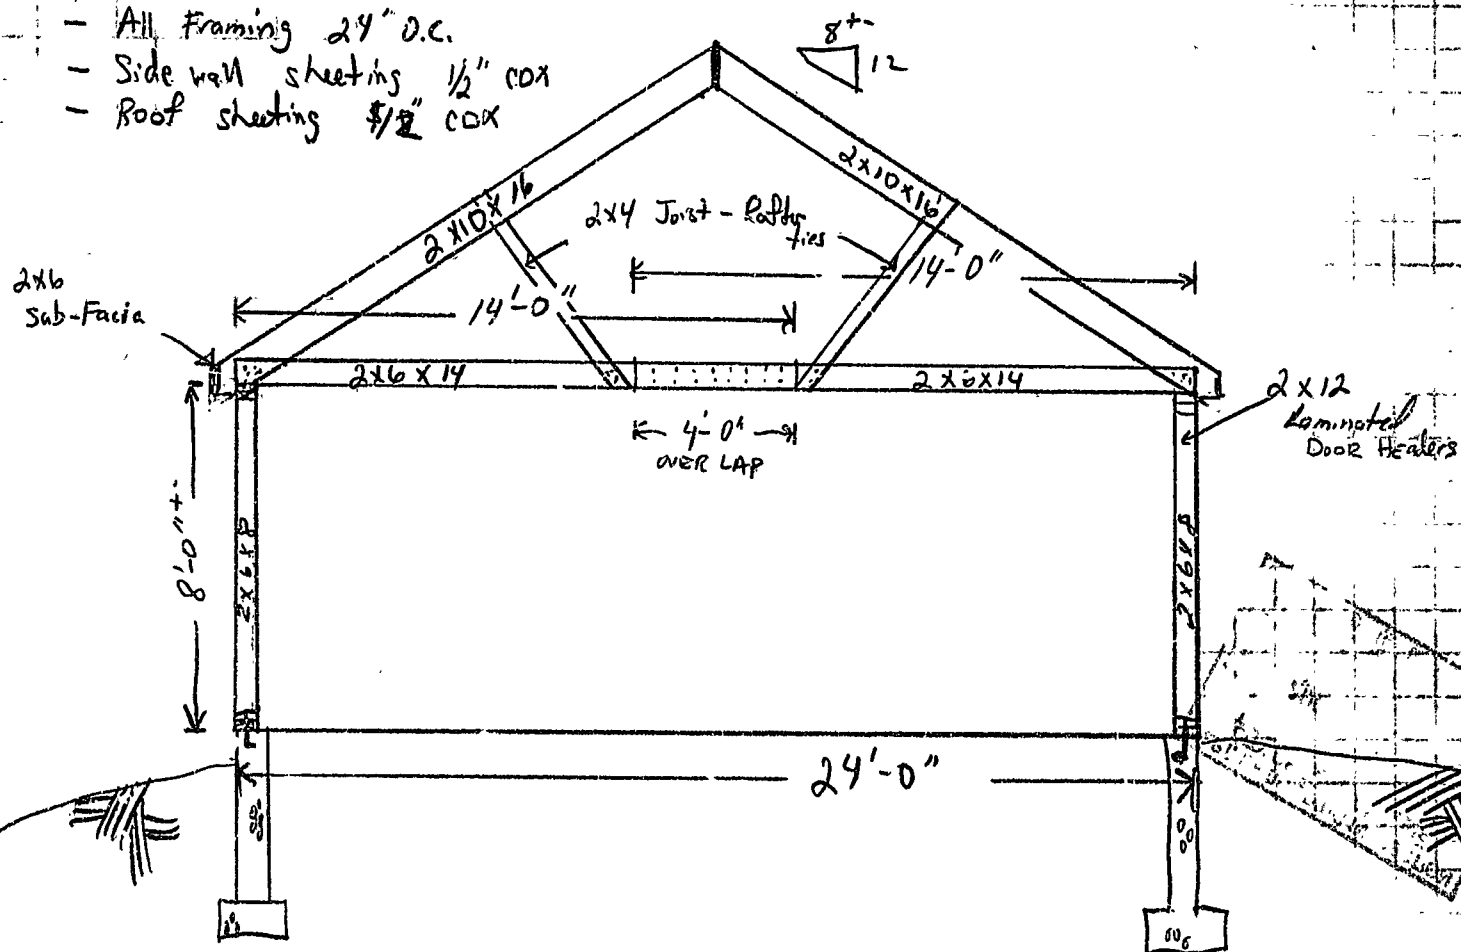 - All Framing 24" O.C.
- Side wall sheeting 1/2" CDX
- Roof sheeting CDX
8+-
12
2x10x16
2x10x16'
2x4 Joist - Rafter
ties
2x6
Sub-Facia
14'-0"
14'-0"
2x6x14
2x6x14
4'-0"
OVER LAP
2x12
Laminated
Door Headers
8'-0"+-
2x6x8
2x6x8
24'-0"